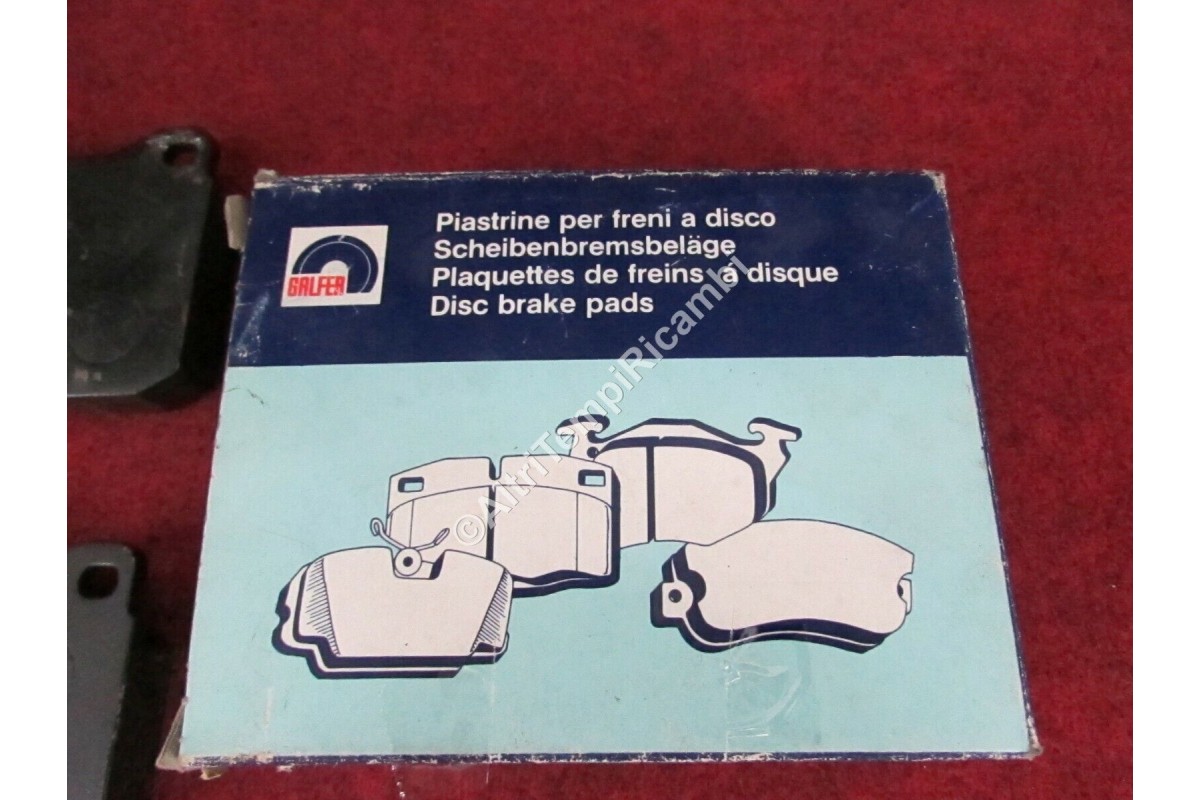 Piastrine per freni a disco
Scheibenbremsbeläge
Plaquettes de freins à disque
Disc brake pads
GALFER
©AltriTempiRicambi